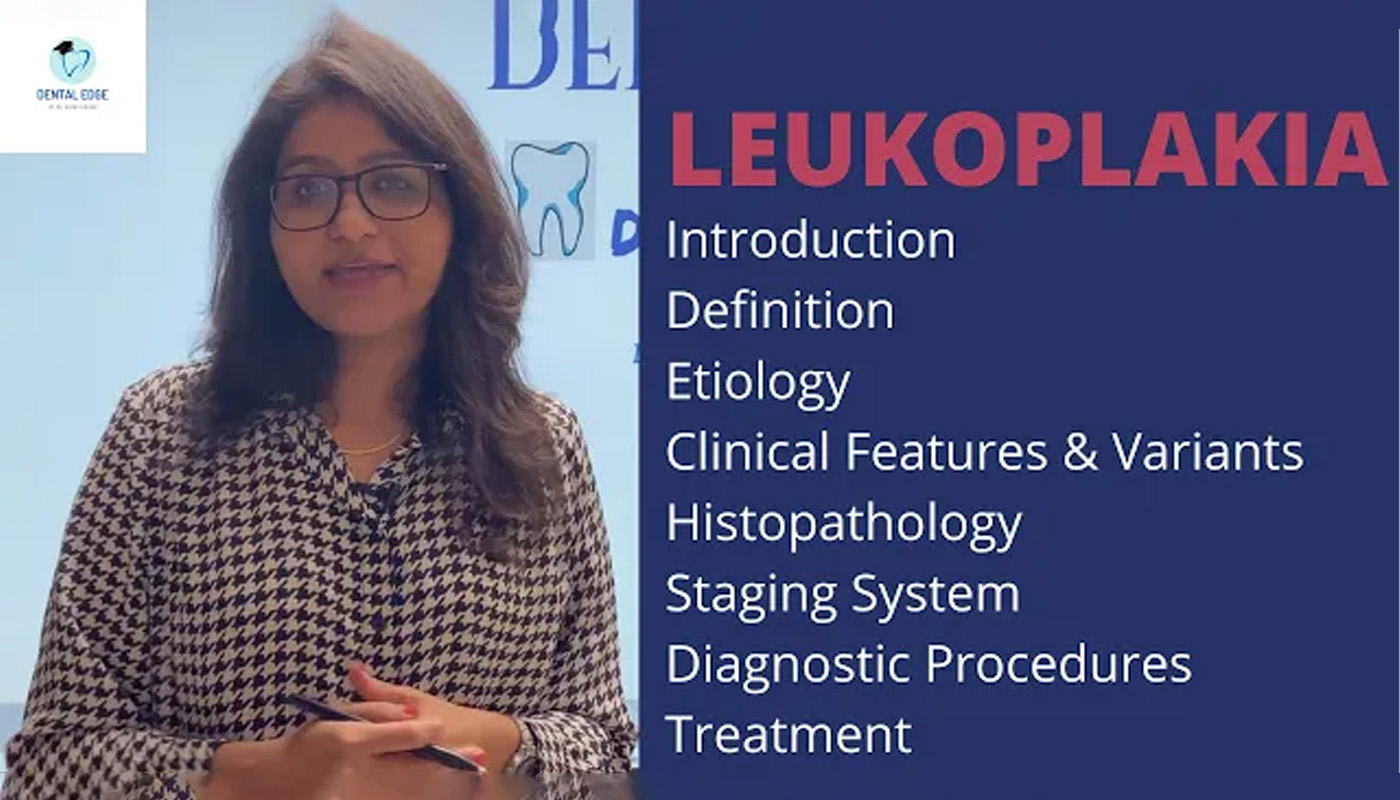 DENTAL EDGE
LEUKOPLAKIA
Introduction
Definition
Etiology
Clinical Features & Variants
Histopathology
Staging System
Diagnostic Procedures
Treatment